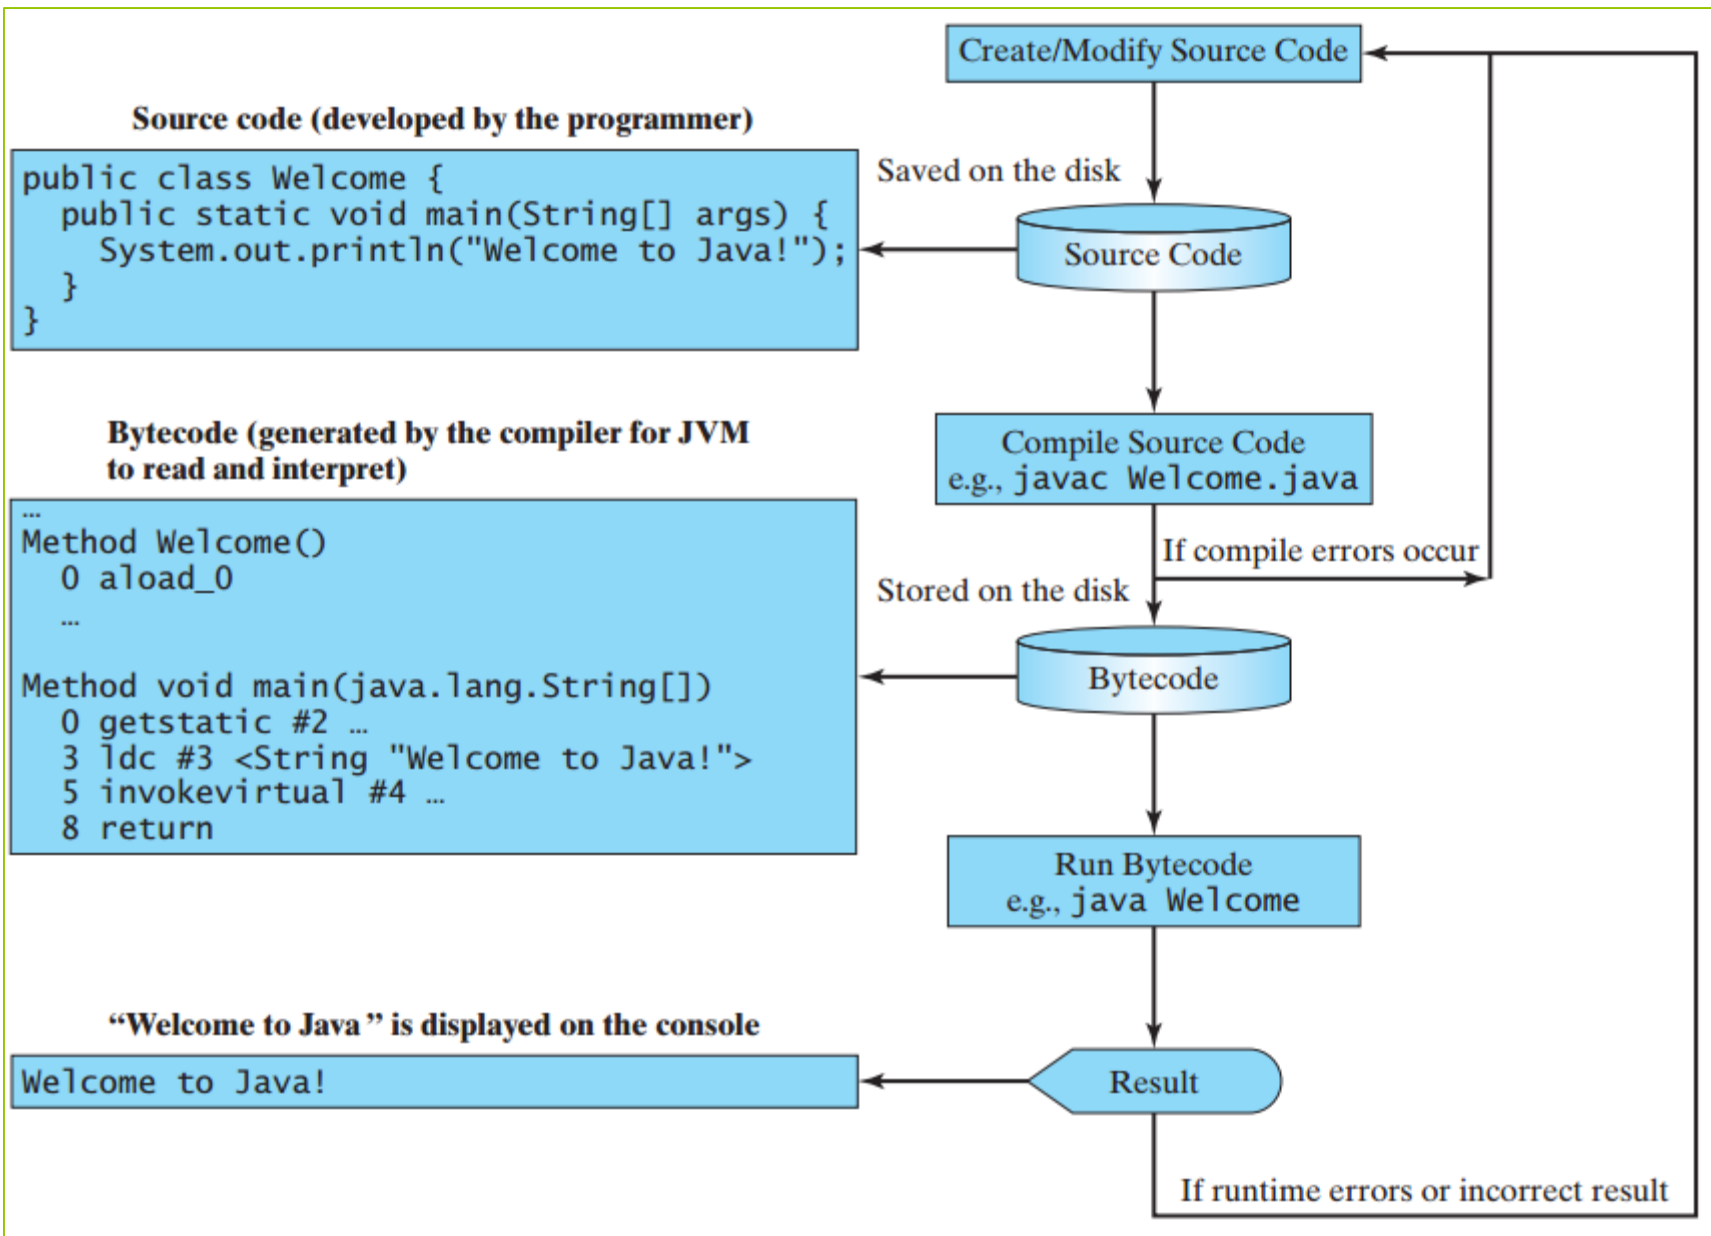 Create/Modify Source Code
Source code (developed by the programmer)
public class Welcome {
  public static void main(String[] args) {
    System.out.println("Welcome to Java!");
  }
}
Saved on the disk
Source Code
Compile Source Code
e.g., javac Welcome.java
If compile errors occur
Stored on the disk
Bytecode (generated by the compiler for JVM
to read and interpret)
…
Method Welcome()
  0 aload_0
  …
Method void main(java.lang.String[])
  0 getstatic #2 …
  3 ldc #3 <String "Welcome to Java!">
  5 invokevirtual #4 …
  8 return
Bytecode
Run Bytecode
e.g., java Welcome
“Welcome to Java” is displayed on the console
Welcome to Java!
Result
If runtime errors or incorrect result